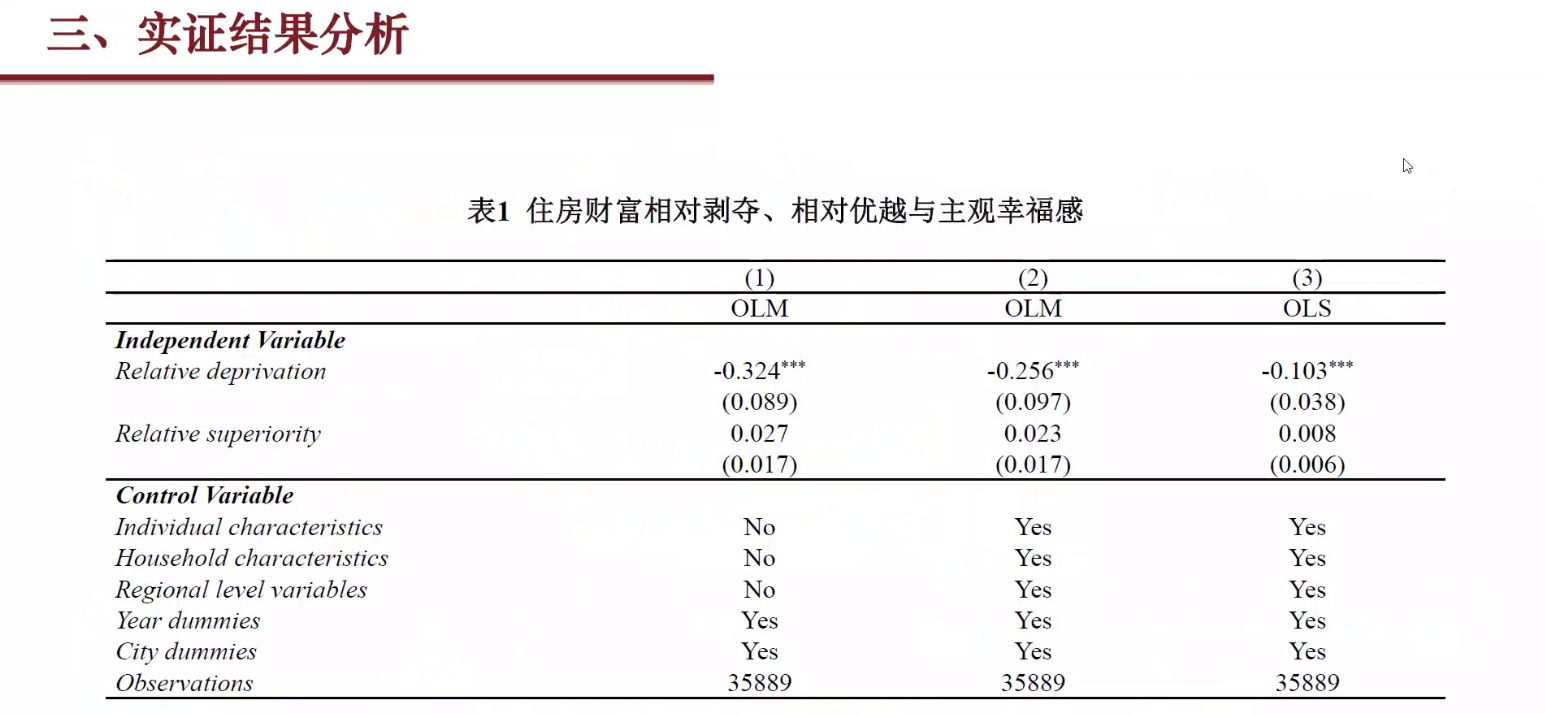 三、实证结果分析
表1 住房财富相对剥夺、相对优越与主观幸福感
(1) (2) (3)
OLM OLM OLS
Independent Variable
Relative deprivation -0.324*** -0.256*** -0.103***
(0.089) (0.097) (0.038)
Relative superiority 0.027 0.023 0.008
(0.017) (0.017) (0.006)
Control Variable
Individual characteristics No Yes Yes
Household characteristics No Yes Yes
Regional level variables No Yes Yes
Year dummies Yes Yes Yes
City dummies Yes Yes Yes
Observations 35889 35889 35889